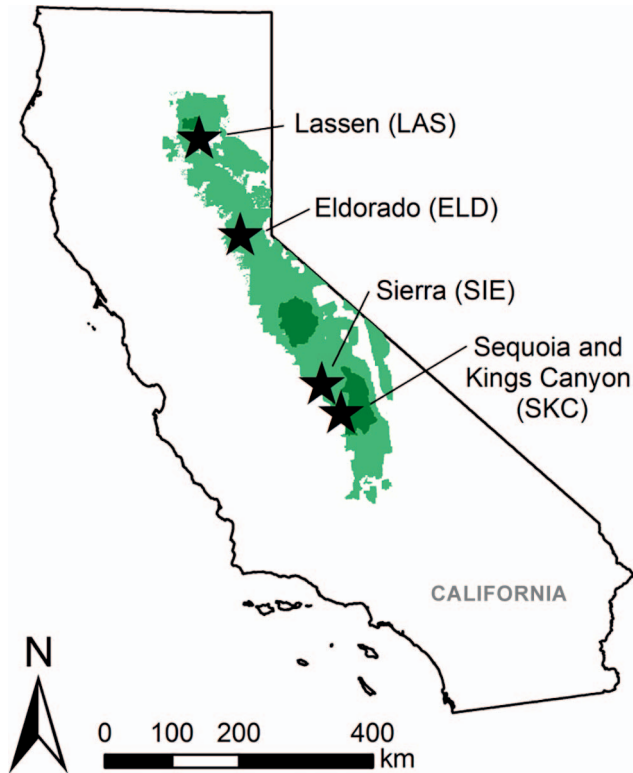 Lassen (LAS)
Eldorado (ELD)
Sierra (SIE)
Sequoia and
Kings Canyon
(SKC)
CALIFORNIA
N
0 100 200 400
km